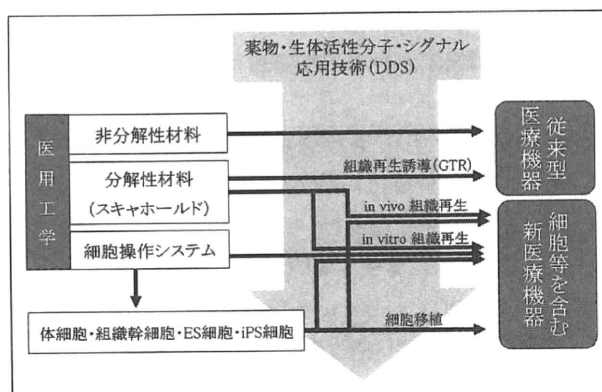 薬物・生体活性分子・シグナル
応用技術(DDS)
医用工学
非分解性材料
分解性材料
(スキャホールド)
細胞操作システム
体細胞・組織幹細胞・ES細胞・iPS細胞
組織再生誘導(GTR)
in vivo 組織再生
in vitro 組織再生
細胞移植
従来型
医療機器
細胞等を含む
新医療機器